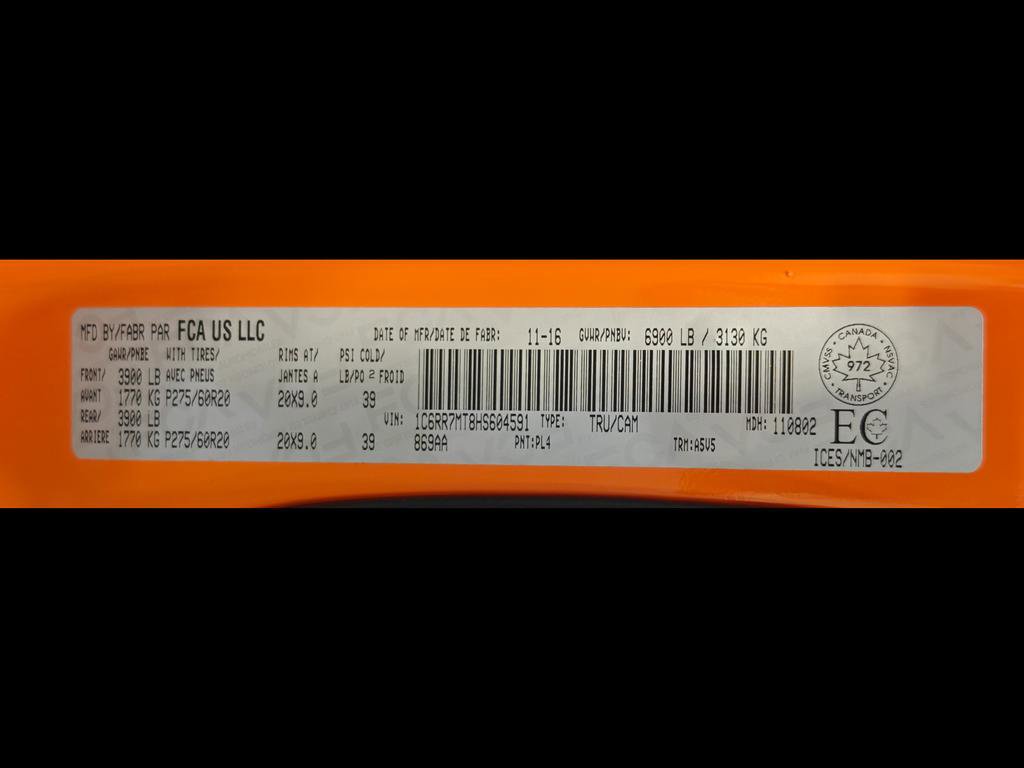 MFD BY/FABR PAR FCA US LLC DATE OF MFR/DATE DE FABR: 11-16 GVWR/PNBV: 6900 LB / 3130 KG
GAWR/PNBE WITH TIRES/ RIMS AT/ PSI COLD/
FRONT/ 3900 LB AVEC PNEUS JANTES A LB/PO 2 FROID
AVANT 1770 KG P275/60R20 20X9.0 39
REAR/ 3900 LB VIN: 1C6RR7MT8HS604591 TYPE: TRU/CAM MDH: 110802
ARRIERE 1770 KG P275/60R20 20X9.0 39 869AA PNT:PL4 TRM:A5V5
CANADA
CMVSS 972 NSVAC
TRANSPORT
EC
ICES/NMB-002